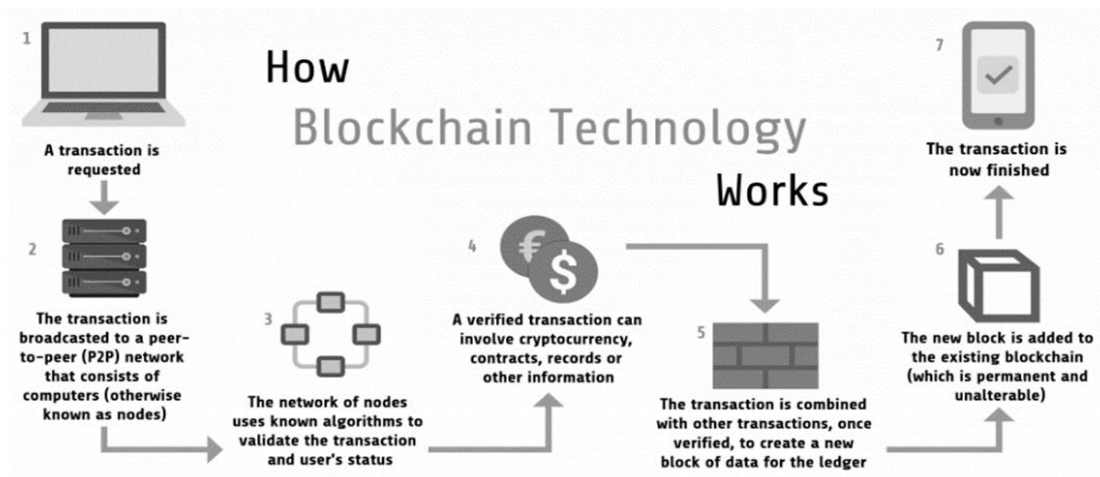 How
Blockchain Technology
Works
1
A transaction is
requested
2
The transaction is
broadcasted to a peer-
to-peer (P2P) network
that consists of
computers (otherwise
known as nodes)
3
The network of nodes
uses known algorithms to
validate the transaction
and user's status
4
€
$
A verified transaction can
involve cryptocurrency,
contracts, records or
other information
5
The transaction is combined
with other transactions, once
verified, to create a new
block of data for the ledger
6
The new block is added to
the existing blockchain
(which is permanent and
unalterable)
7
The transaction is
now finished